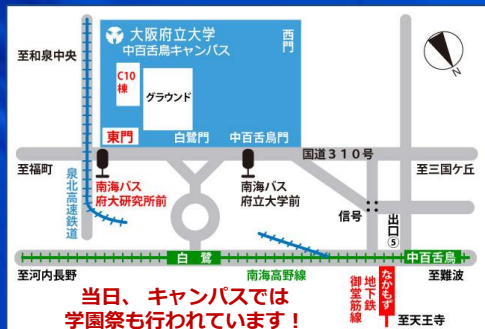 大阪府立大学
中百舌鳥キャンパス
西門
至和泉中央
C10
棟
グラウンド
N
東門
白鷺門
中百舌鳥門
国道310号
至福町
至三国ケ丘
泉北高速鉄道
南海バス
府大研究所前
南海バス
府立大学前
信号
出口⑤
白鷺
中百舌鳥
至河内長野
南海高野線
地下鉄
御堂筋線
なかもず
至難波
至天王寺
当日、キャンパスでは
学園祭も行われています！